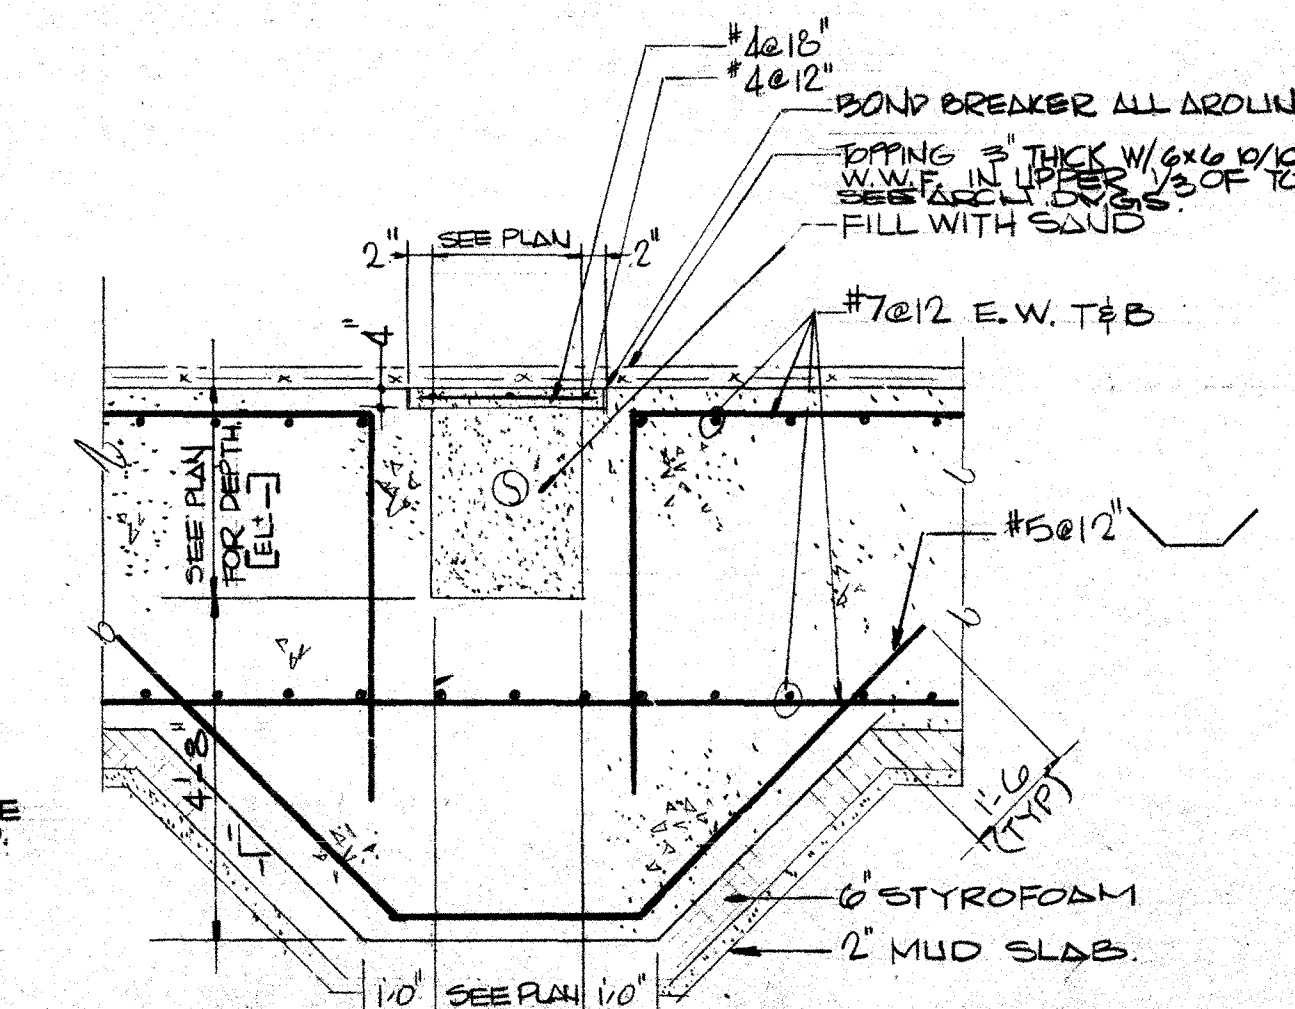 #4@18"
#4@12"
BOND BREAKER ALL AROUN
TOPPING 3" THICK W/ 6x6 10/10
W.W.F. IN UPPER 1/3 OF TO
SEE ARCH. DWGS.
FILL WITH SAND
2" SEE PLAN 2"
4"
#7@12 E.W. T&B
SEE PLAN
FOR DEPTH.
[EL±]
#5@12"
4'-8"
1'-6
(TYP)
6" STYROFOAM
2" MUD SLAB.
1'-0" SEE PLAN 1'-0"